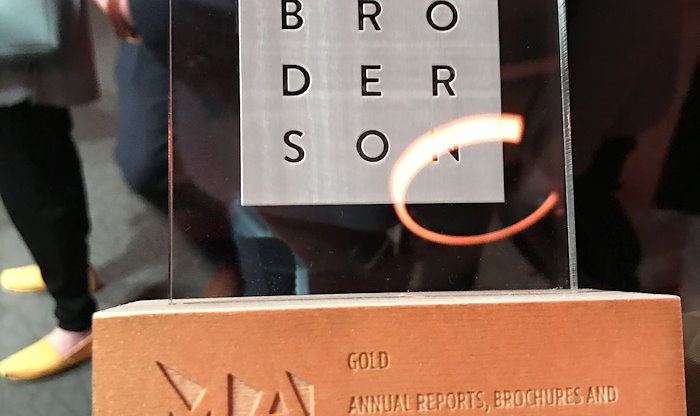 BRO
DER
SON
GOLD
ANNUAL REPORTS, BROCHURES AND